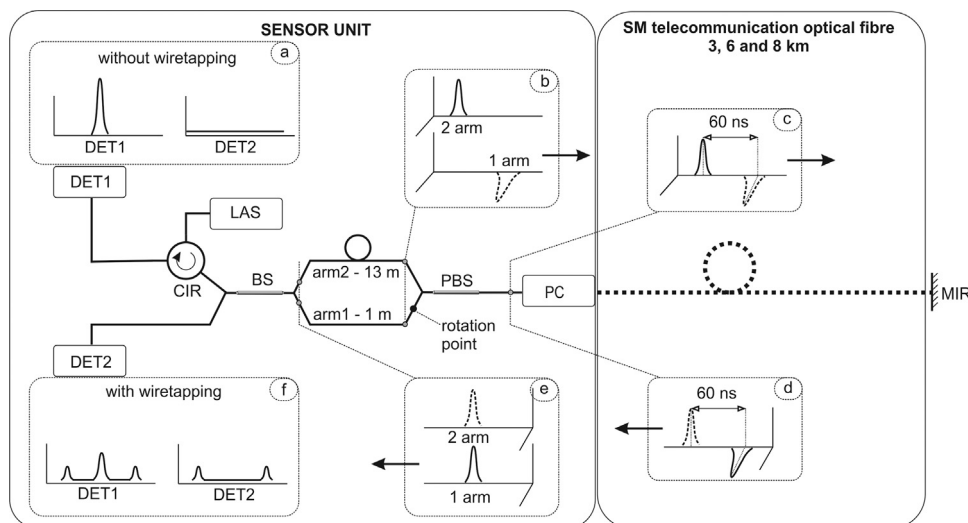 SENSOR UNIT
SM telecommunication optical fibre
3, 6 and 8 km
a
without wiretapping
DET1
DET2
b
2 arm
1 arm
c
60 ns
DET1
LAS
CIR
BS
arm2 - 13 m
arm1 - 1 m
PBS
PC
MIR
rotation
point
DET2
f
with wiretapping
DET1
DET2
e
2 arm
1 arm
d
60 ns